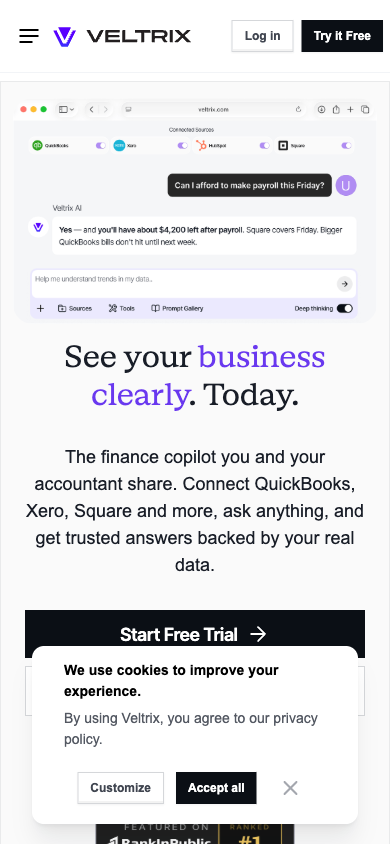 VELTRIX
Log in
Try it Free
veltrix.com
Connected Sources
QuickBooks
Xero
HubSpot
Square
Can I afford to make payroll this Friday?
U
Veltrix AI
Yes — and you'll have about $4,200 left after payroll. Square covers Friday. Bigger
QuickBooks bills don't hit until next week.
Help me understand trends in my data..
Sources
Tools
Prompt Gallery
Deep thinking
See your business
clearly. Today.
The finance copilot you and your
accountant share. Connect QuickBooks,
Xero, Square and more, ask anything, and
get trusted answers backed by your real
data.
Start Free Trial
We use cookies to improve your
experience.
By using Veltrix, you agree to our privacy
policy.
Customize
Accept all
FEATURED ON
RANKED
RankInPublic
#1